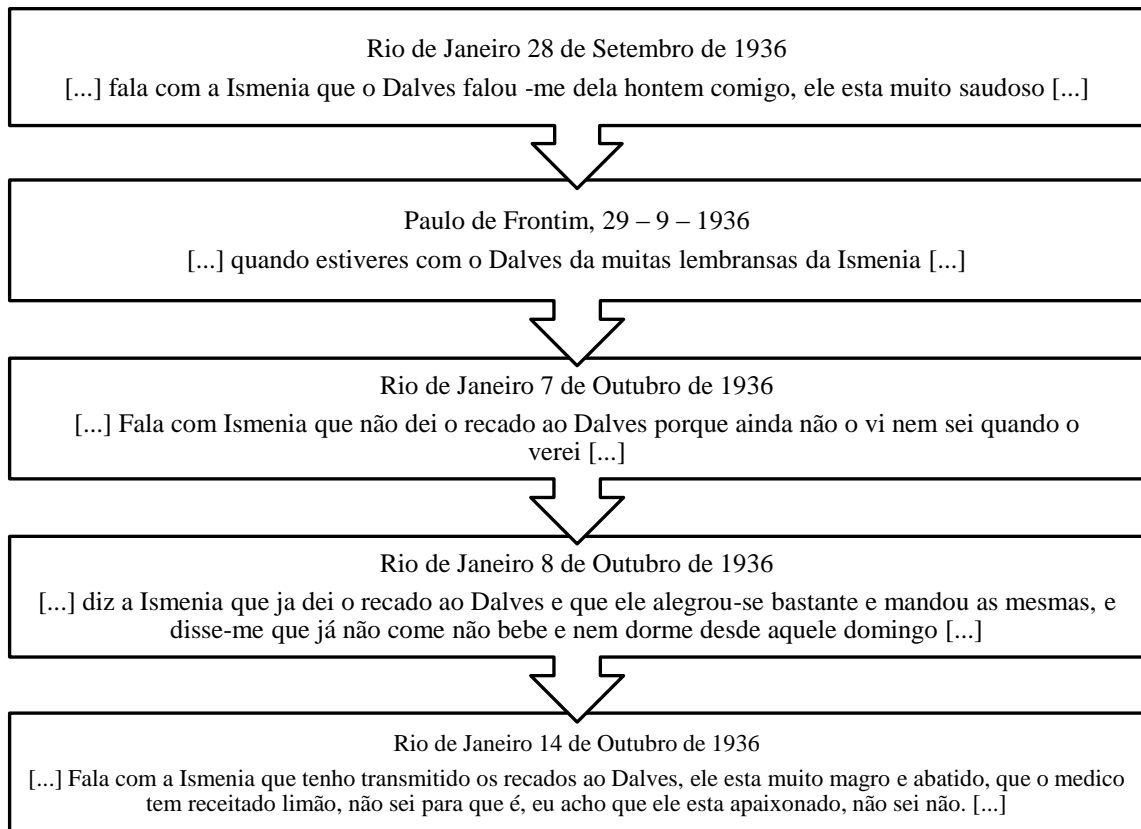 Rio de Janeiro 28 de Setembro de 1936
[...] fala com a Ismenia que o Dalves falou -me dela hontem comigo, ele esta muito saudoso [...]
Paulo de Frontim, 29 – 9 – 1936
[...] quando estiveres com o Dalves da muitas lembransas da Ismenia [...]
Rio de Janeiro 7 de Outubro de 1936
[...] Fala com Ismenia que não dei o recado ao Dalves porque ainda não o vi nem sei quando o
verei [...]
Rio de Janeiro 8 de Outubro de 1936
[...] diz a Ismenia que ja dei o recado ao Dalves e que ele alegrou-se bastante e mandou as mesmas, e
disse-me que já não come não bebe e nem dorme desde aquele domingo [...]
Rio de Janeiro 14 de Outubro de 1936
[...] Fala com a Ismenia que tenho transmitido os recados ao Dalves, ele esta muito magro e abatido, que o medico
tem receitado limão, não sei para que é, eu acho que ele esta apaixonado, não sei não. [...]